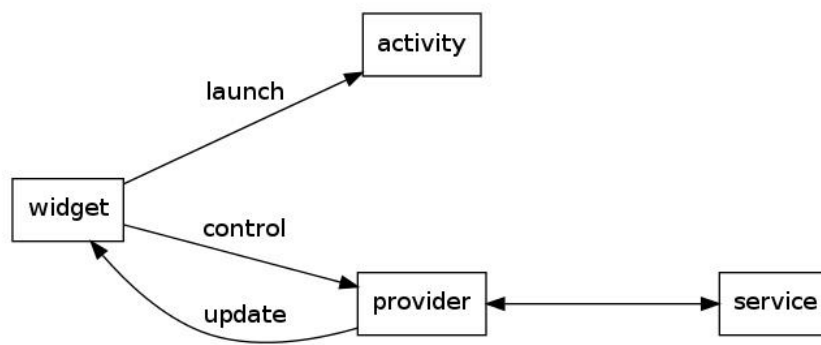 activity
launch
widget
control
update
provider
service